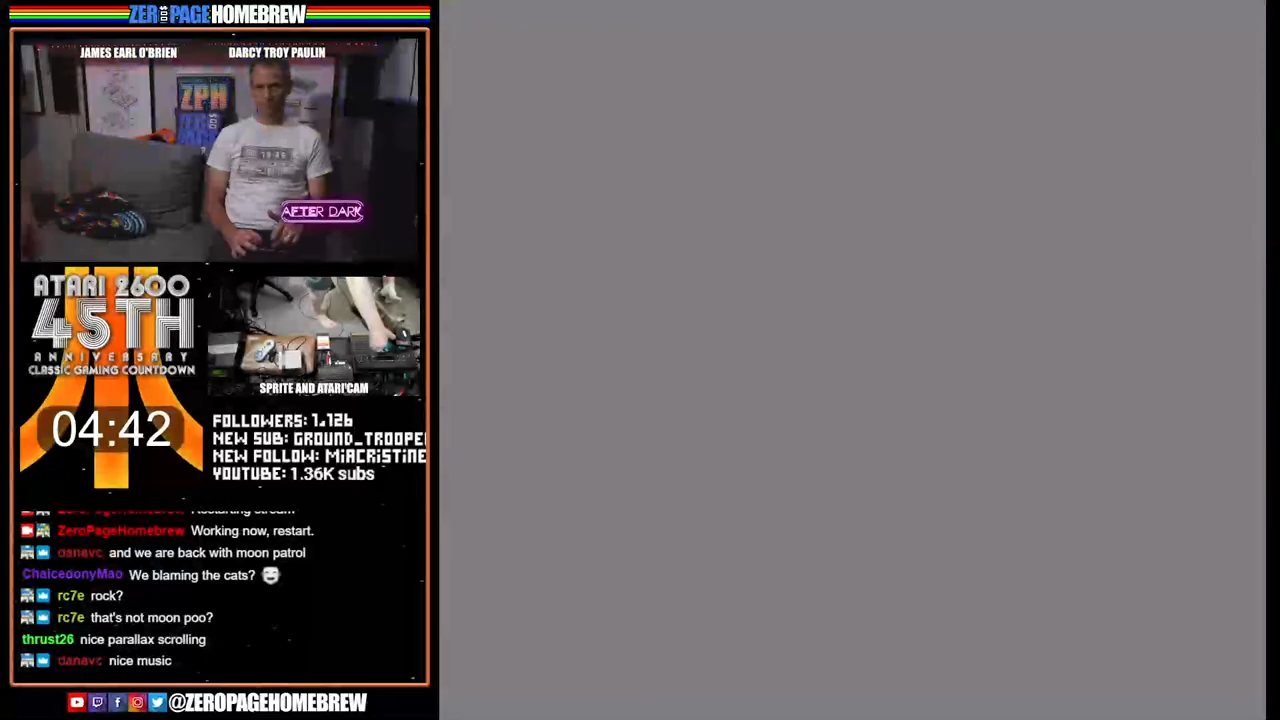 ZERO PAGE HOMEBREW
JAMES EARL O'BRIEN
DARCY TROY PAULIN
ZPH
AFTER DARK
ATARI 2600
45TH
ANNIVERSARY
CLASSIC GAMING COUNTDOWN
04:42
SPRITE AND ATARI'CAM
FOLLOWERS: 1,126
NEW SUB: GROUND_TROOPE
NEW FOLLOW: MIACRISTINE
YOUTUBE: 1.36K subs
ZeroPageHomebrew Working now, restart.
danavc and we are back with moon patrol
ChalcedonyMao We blaming the cats?
rc7e rock?
rc7e that's not moon poo?
thrust26 nice parallax scrolling
danavc nice music
@ZEROPAGEHOMEBREW